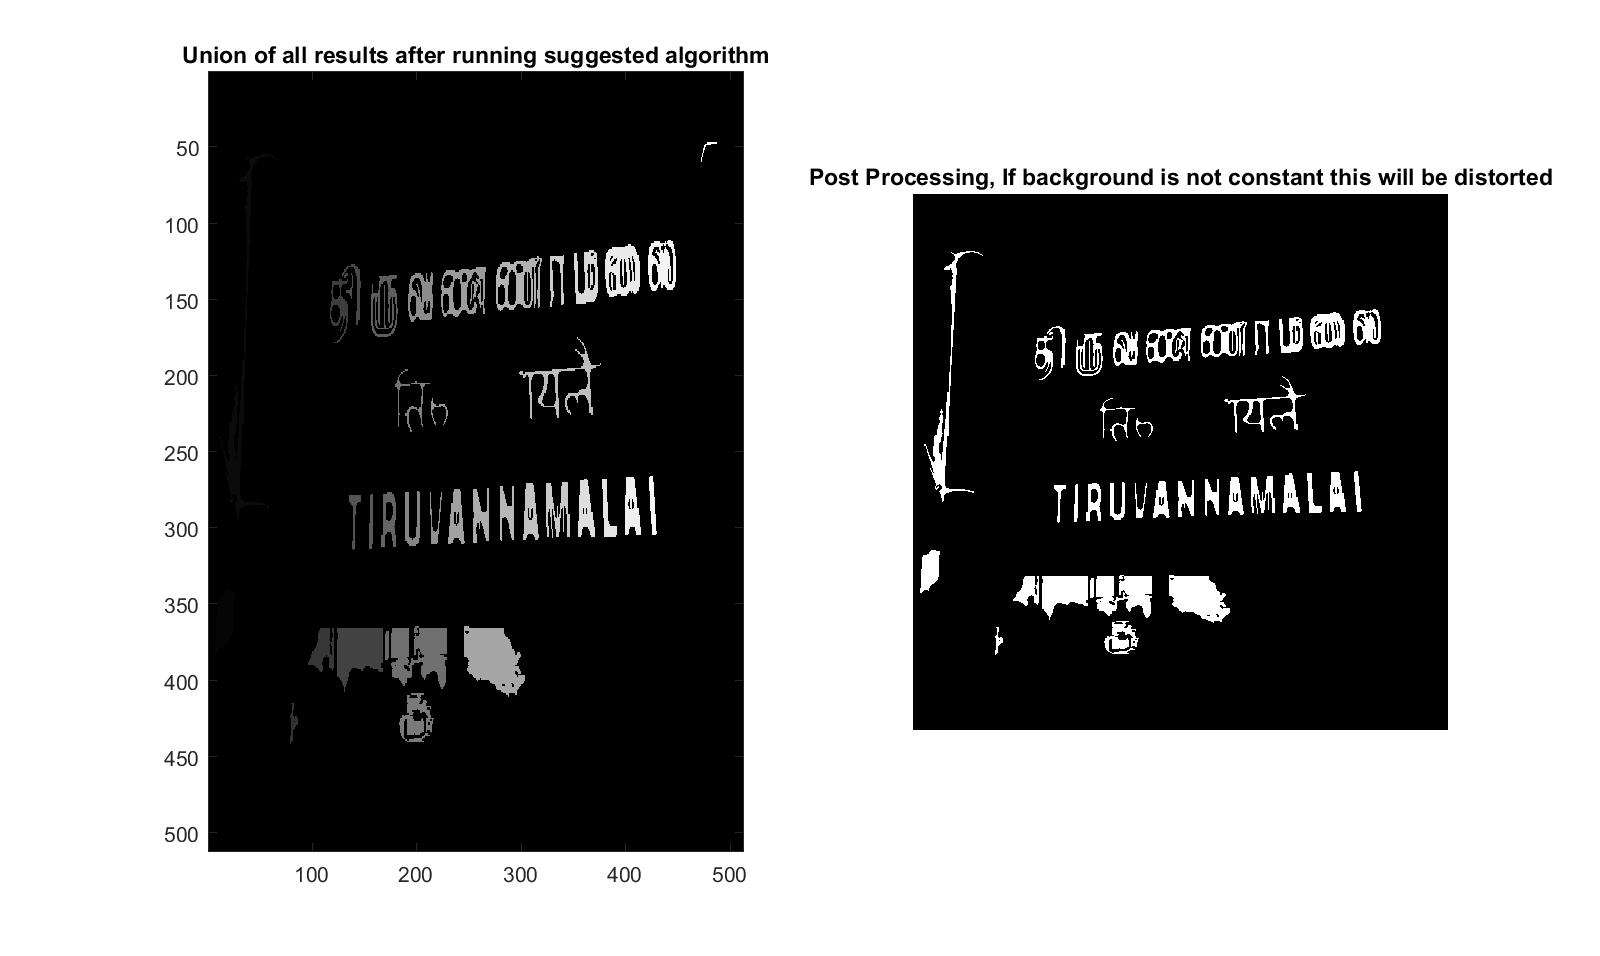 Union of all results after running suggested algorithm
50
100
150
200
250
300
350
400
450
500
100 200 300 400 500
திருவண்ணாமலை
TIRUVANNAMALAI
Post Processing, If background is not constant this will be distorted
திருவண்ணாமலை
TIRUVANNAMALAI